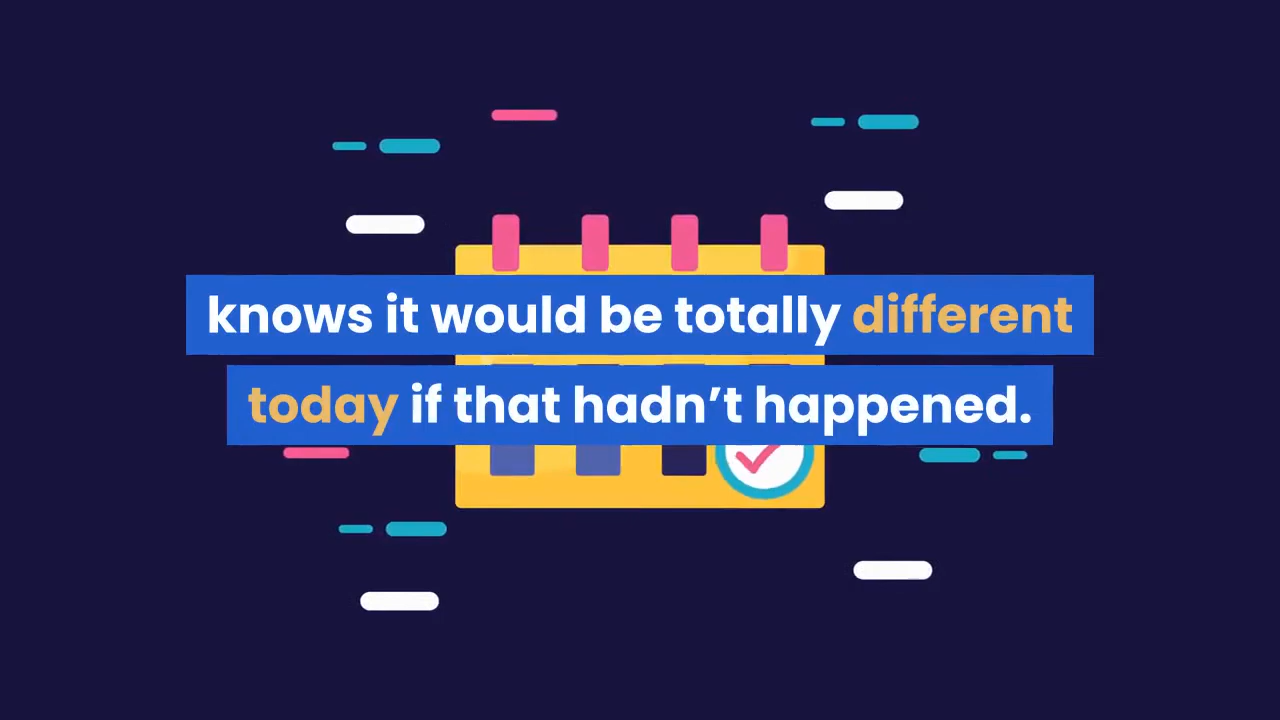 knows it would be totally different
today if that hadn’t happened.